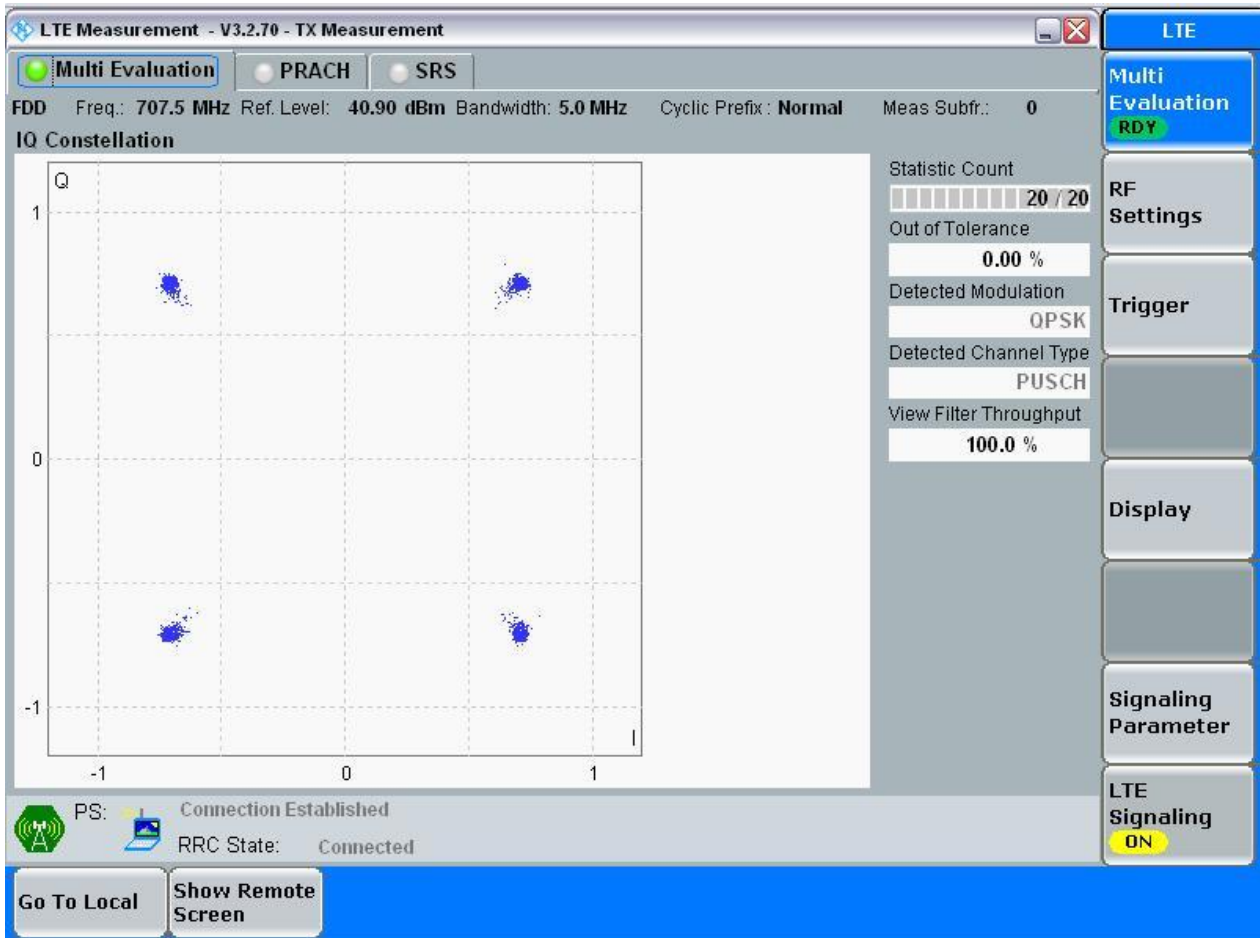 LTE Measurement - V3.2.70 - TX Measurement
LTE
Multi Evaluation
PRACH
SRS
FDD Freq.: 707.5 MHz Ref. Level: 40.90 dBm Bandwidth: 5.0 MHz Cyclic Prefix : Normal Meas Subfr.: 0
IQ Constellation
Q
1
0
-1
I
-1 0 1
Statistic Count
20 / 20
Out of Tolerance
0.00 %
Detected Modulation
QPSK
Detected Channel Type
PUSCH
View Filter Throughput
100.0 %
Multi
Evaluation
RDY
RF
Settings
Trigger
Display
Signaling
Parameter
LTE
Signaling
ON
PS: Connection Established
RRC State: Connected
Go To Local
Show Remote
Screen